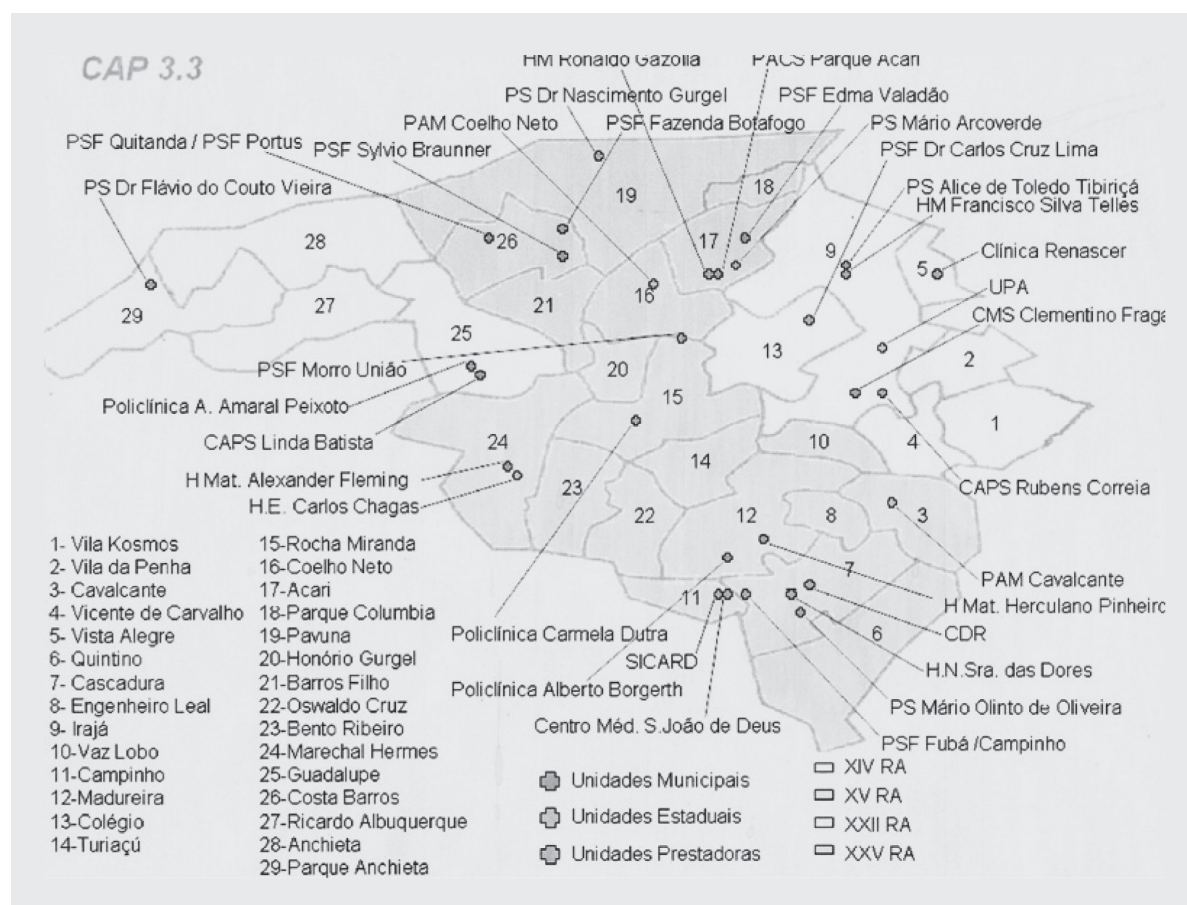 CAP 3.3
HM Ronaldo Gazolla
PACS Parque Acari
PS Dr Nascimento Gurgel
PSF Edma Valadão
PAM Coelho Neto
PSF Fazenda Botafogo
PS Mário Arcoverde
PSF Quitanda / PSF Portus
PSF Sylvio Braunner
PSF Dr Carlos Cruz Lima
PS Dr Flávio do Couto Vieira
PS Alice de Toledo Tibiriçá
HM Francisco Silva Telles
Clínica Renascer
UPA
CMS Clementino Fraga
PSF Morro União
Policlínica A. Amaral Peixoto
CAPS Linda Batista
H Mat. Alexander Fleming
H.E. Carlos Chagas
CAPS Rubens Correia
PAM Cavalcante
H Mat. Herculano Pinheiro
CDR
H.N.Sra. das Dores
PS Mário Olinto de Oliveira
PSF Fubá /Campinho
Policlínica Carmela Dutra
SICARD
Policlínica Alberto Borgerth
Centro Méd. S.João de Deus
19
18
28
26
17
9
5
29
27
21
16
25
13
2
20
15
1
24
10
4
14
23
22
12
8
3
7
11
6
1- Vila Kosmos
2- Vila da Penha
3- Cavalcante
4- Vicente de Carvalho
5- Vista Alegre
6- Quintino
7- Cascadura
8- Engenheiro Leal
9- Irajá
10-Vaz Lobo
11-Campinho
12-Madureira
13-Colégio
14-Turiaçú
15-Rocha Miranda
16-Coelho Neto
17-Acari
18-Parque Columbia
19-Pavuna
20-Honório Gurgel
21-Barros Filho
22-Oswaldo Cruz
23-Bento Ribeiro
24-Marechal Hermes
25-Guadalupe
26-Costa Barros
27-Ricardo Albuquerque
28-Anchieta
29-Parque Anchieta
Unidades Municipais
Unidades Estaduais
Unidades Prestadoras
XIV RA
XV RA
XXII RA
XXV RA